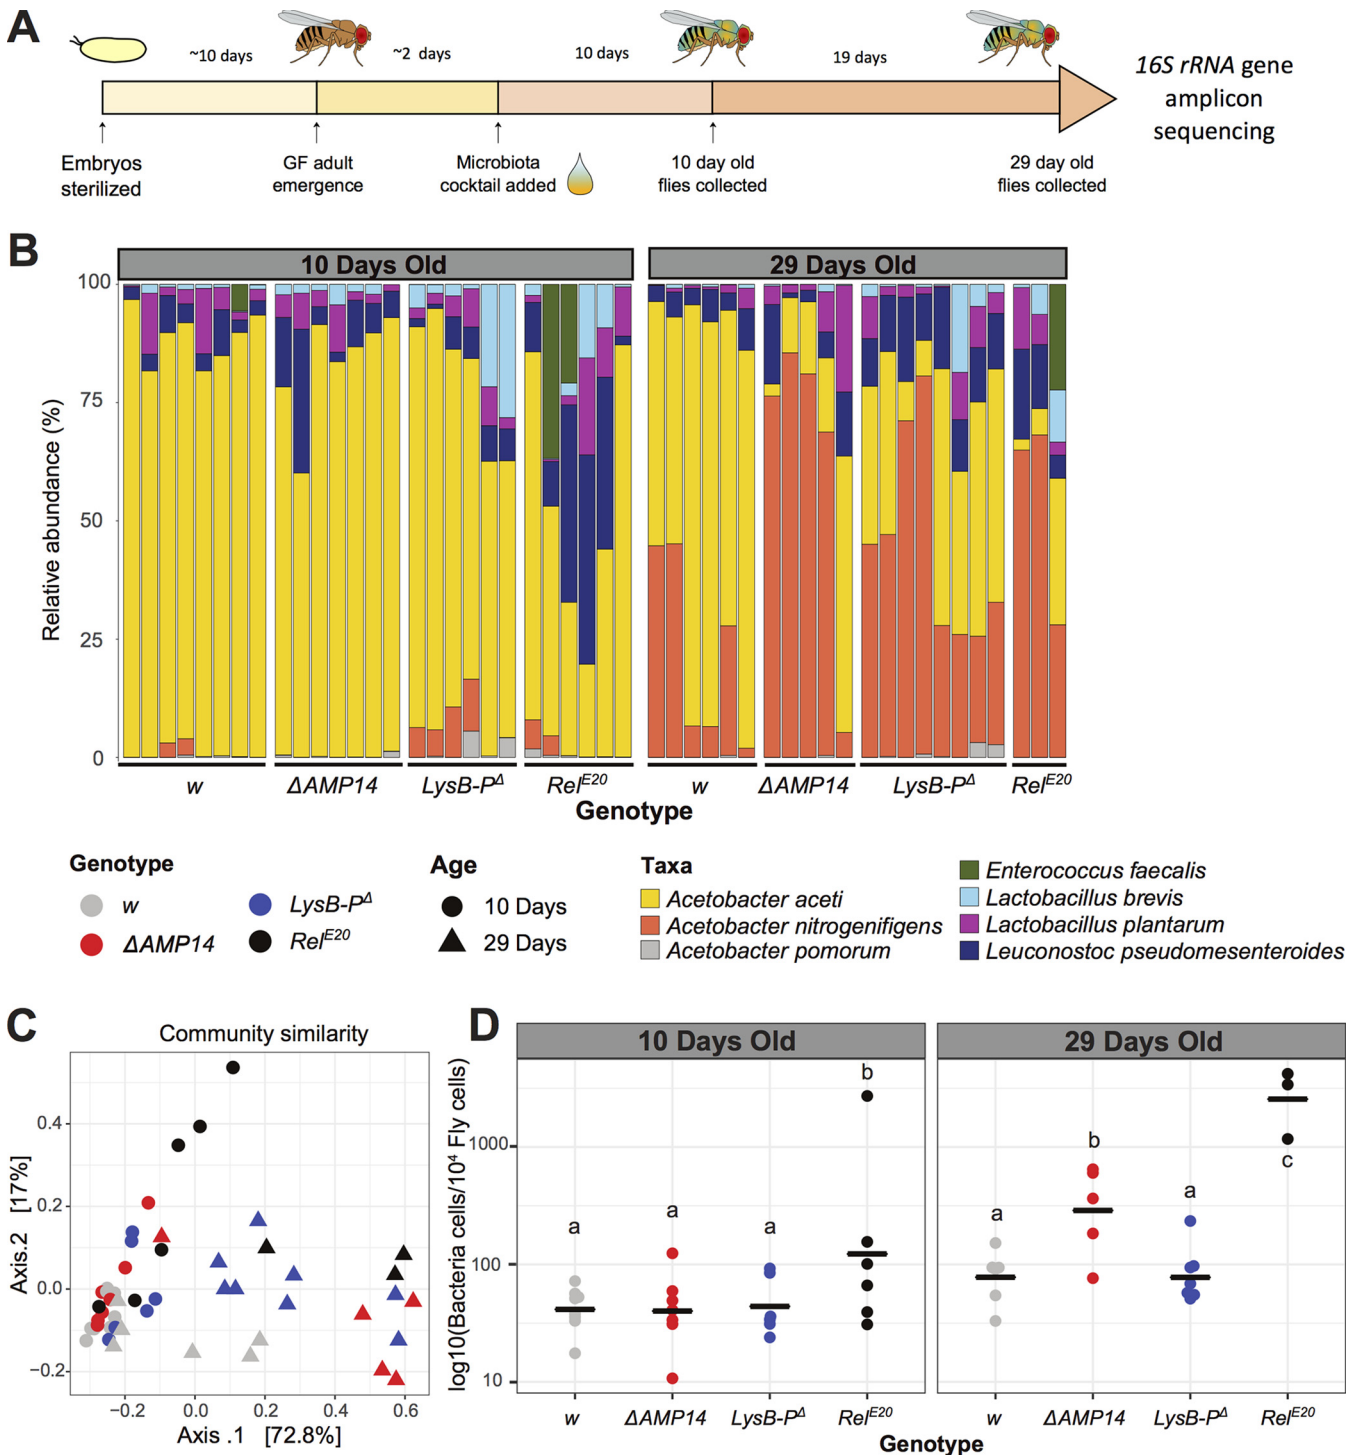 A
~10 days
~2 days
10 days
19 days
16S rRNA gene
amplicon
sequencing
Embryos
sterilized
GF adult
emergence
Microbiota
cocktail added
10 day old
flies collected
29 day old
flies collected
B
10 Days Old
29 Days Old
Relative abundance (%)
100
75
50
25
0
w
ΔAMP14
LysB-PΔ
RelE20
w
ΔAMP14
LysB-PΔ
RelE20
Genotype
Genotype
w
ΔAMP14
LysB-PΔ
RelE20
Age
10 Days
29 Days
Taxa
Acetobacter aceti
Acetobacter nitrogenifigens
Acetobacter pomorum
Enterococcus faecalis
Lactobacillus brevis
Lactobacillus plantarum
Leuconostoc pseudomesenteroides
C
Community similarity
Axis.2 [17%]
0.4
0.2
0.0
−0.2
−0.2
0.0
0.2
0.4
0.6
Axis .1 [72.8%]
D
10 Days Old
29 Days Old
log10(Bacteria cells/10⁴ Fly cells)
1000
100
10
a
a
a
b
a
b
a
c
w
ΔAMP14
LysB-PΔ
RelE20
w
ΔAMP14
LysB-PΔ
RelE20
Genotype